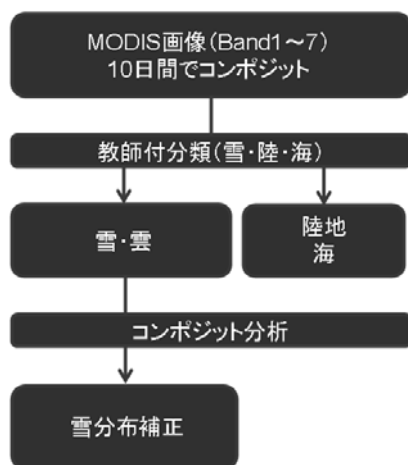 MODIS画像(Band1～7)
10日間でコンポジット
教師付分類(雪・陸・海)
雪・雲
陸地
海
コンポジット分析
雪分布補正